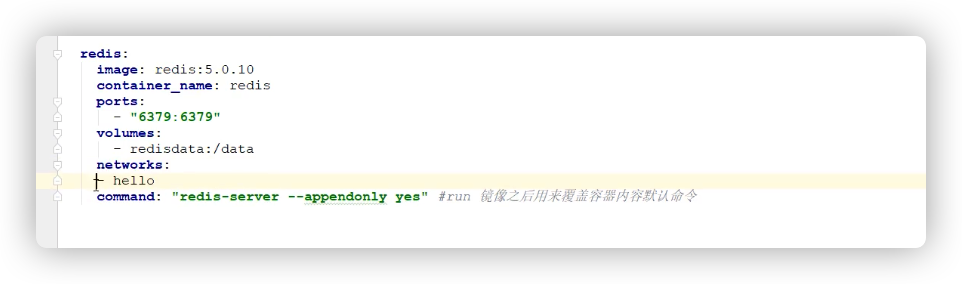 redis:
image: redis:5.0.10
container_name: redis
ports:
- "6379:6379"
volumes:
- redisdata:/data
networks:
- hello
command: "redis-server --appendonly yes" #run 镜像之后用来覆盖容器内容默认命令